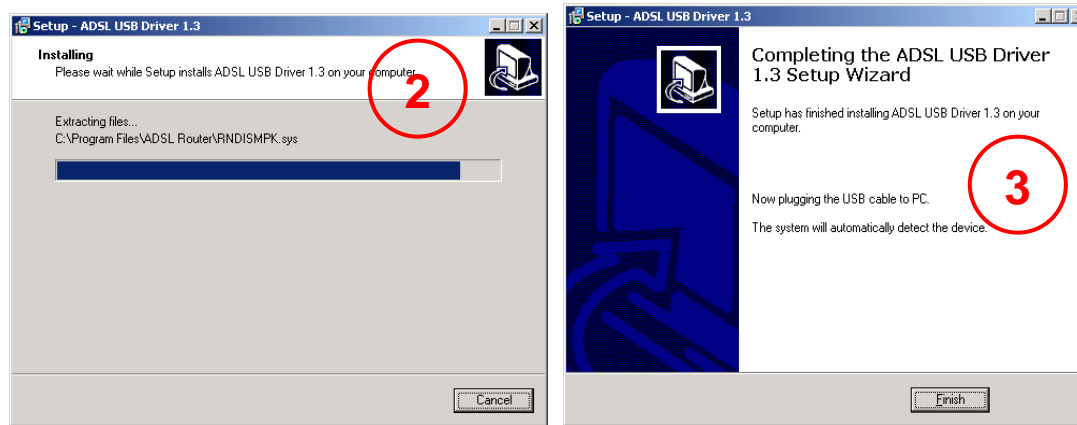 Setup - ADSL USB Driver 1.3
Installing
Please wait while Setup installs ADSL USB Driver 1.3 on your computer.
2
Extracting files...
C:\Program Files\ADSL Router\RNDISMPK.sys
Cancel
Setup - ADSL USB Driver 1.3
Completing the ADSL USB Driver
1.3 Setup Wizard
Setup has finished installing ADSL USB Driver 1.3 on your
computer.
3
Now plugging the USB cable to PC.
The system will automatically detect the device.
Finish